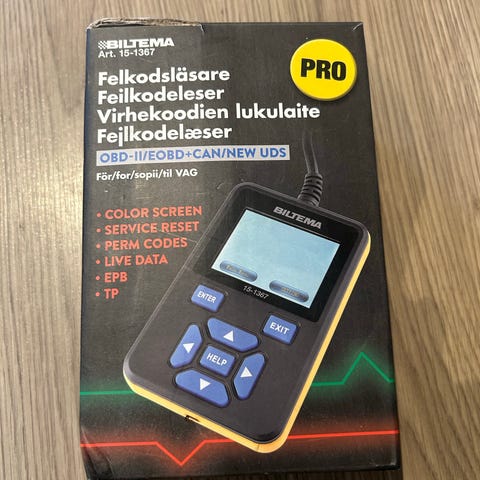 BILTEMA
Art. 15-1367
PRO
Felkodsläsare
Feilkodeleser
Virhekoodien lukulaite
Fejlkodelæser
OBD-II/EOBD+CAN/NEW UDS
För/for/sopii/til VAG
• COLOR SCREEN
• SERVICE RESET
• PERM CODES
• LIVE DATA
• EPB
• TP
BILTEMA
15-1367
ENTER
EXIT
HELP